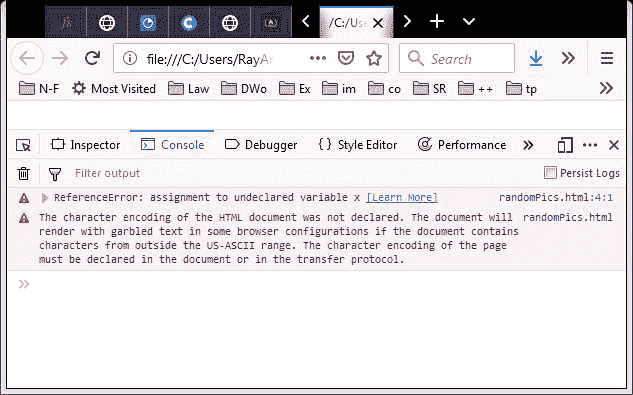 /C:/Us
file:///C:/Users/RayAr
Search
N-F Most Visited Law DWo Ex im co SR ++ tp
Inspector Console Debugger { } Style Editor Performance
Filter output Persist Logs
ReferenceError: assignment to undeclared variable x [Learn More] randomPics.html:4:1
The character encoding of the HTML document was not declared. The document will randomPics.html
render with garbled text in some browser configurations if the document contains
characters from outside the US-ASCII range. The character encoding of the page
must be declared in the document or in the transfer protocol.